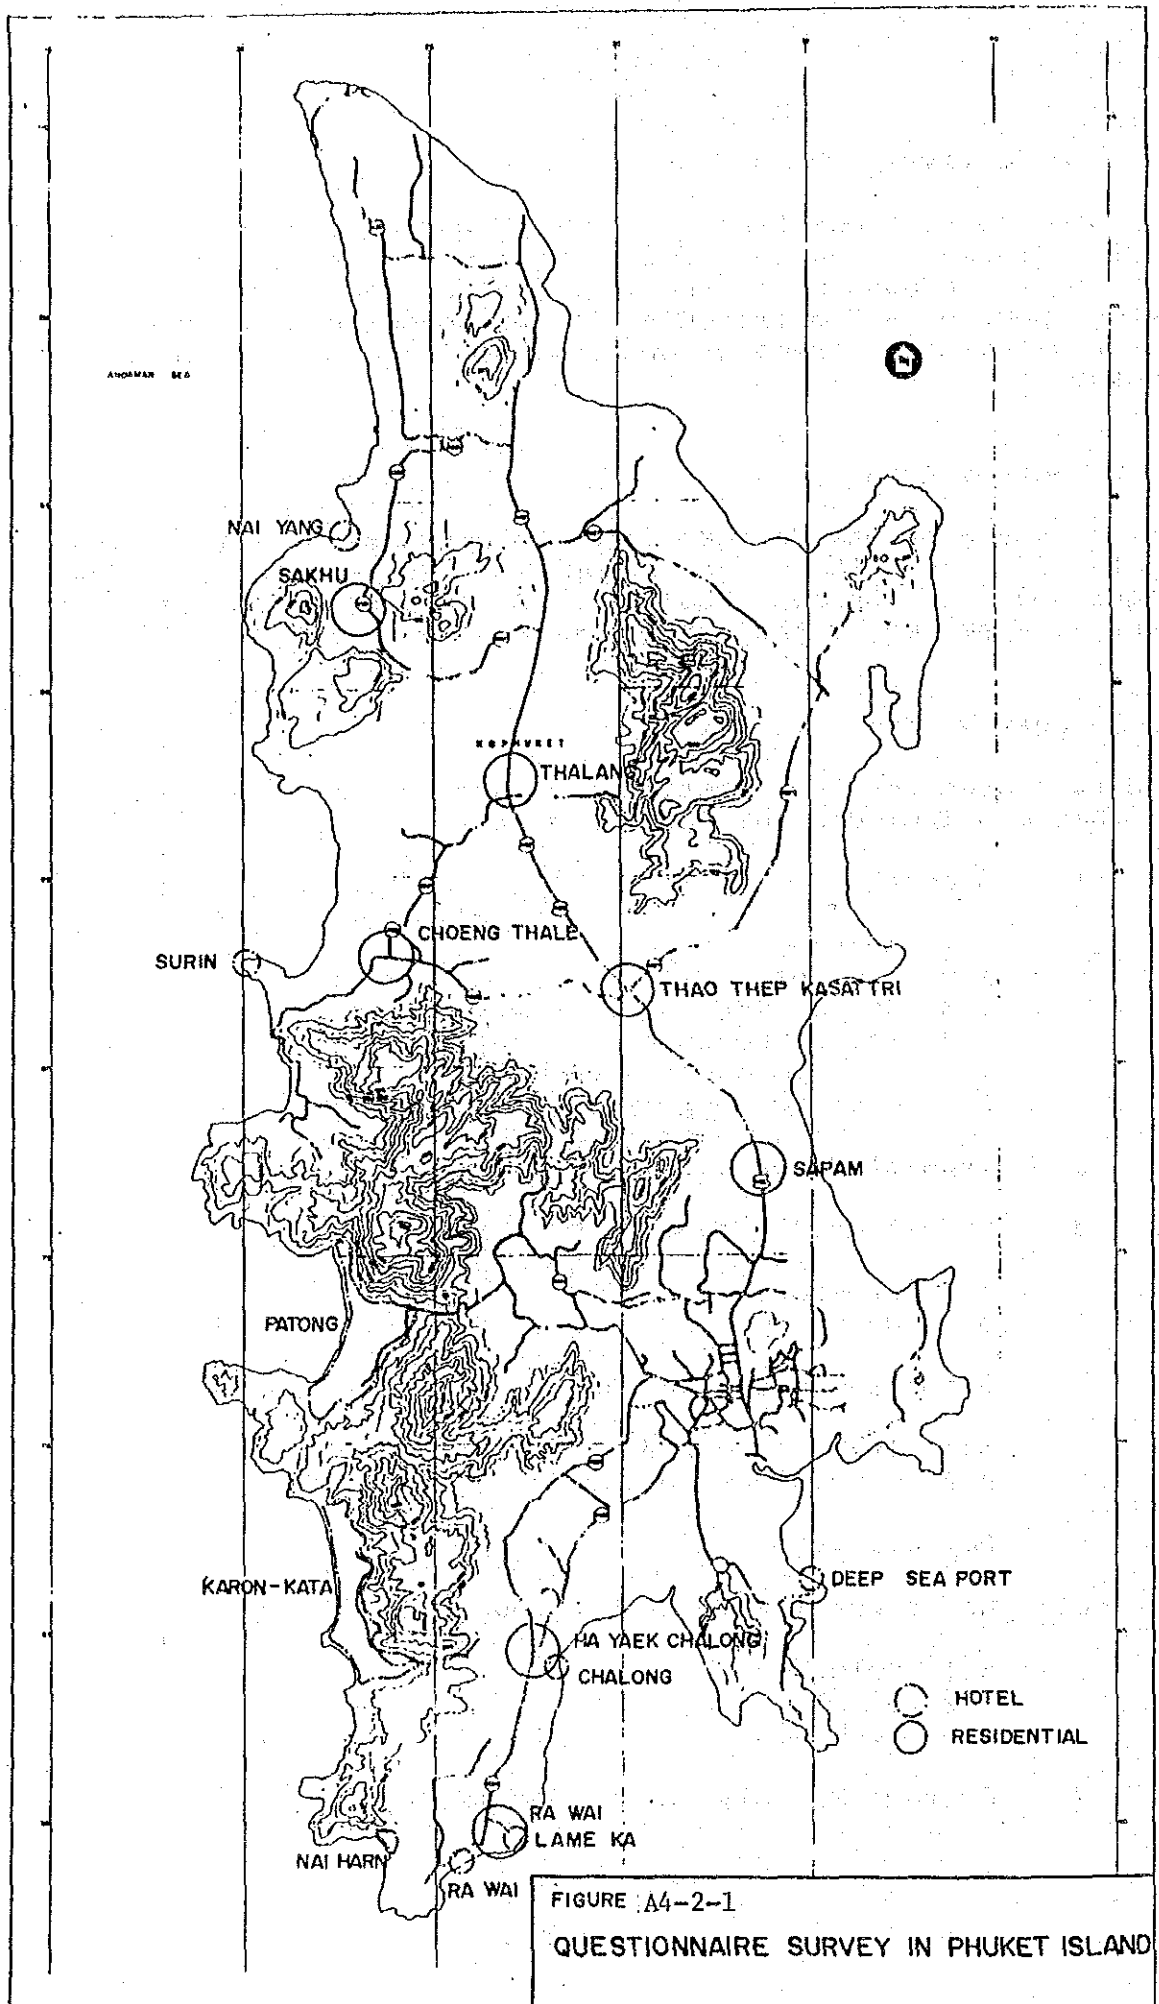 ANDAMAN SEA
NAI YANG
SAKHU
KO PHUKET
THALANG
CHOENG THALE
SURIN
THAO THEP KASATTRI
SAPAM
PATONG
KARON-KATA
DEEP SEA PORT
HA YAEK CHALONG
CHALONG
HOTEL
RESIDENTIAL
RA WAI
LAME KA
NAI HARN
RA WAI
FIGURE A4-2-1
QUESTIONNAIRE SURVEY IN PHUKET ISLAND